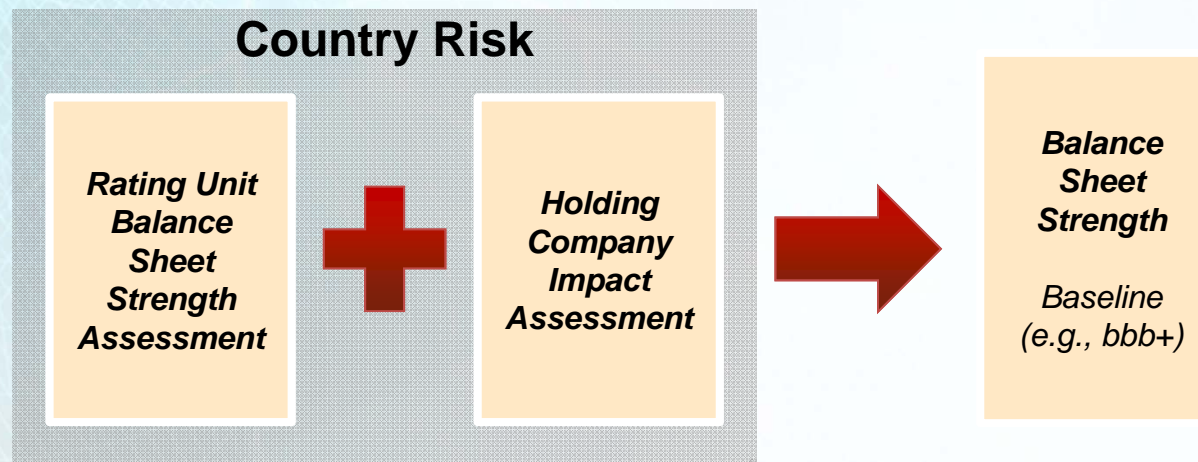 Country Risk
Rating Unit
Balance
Sheet
Strength
Assessment
Holding
Company
Impact
Assessment
Balance
Sheet
Strength
Baseline
(e.g., bbb+)